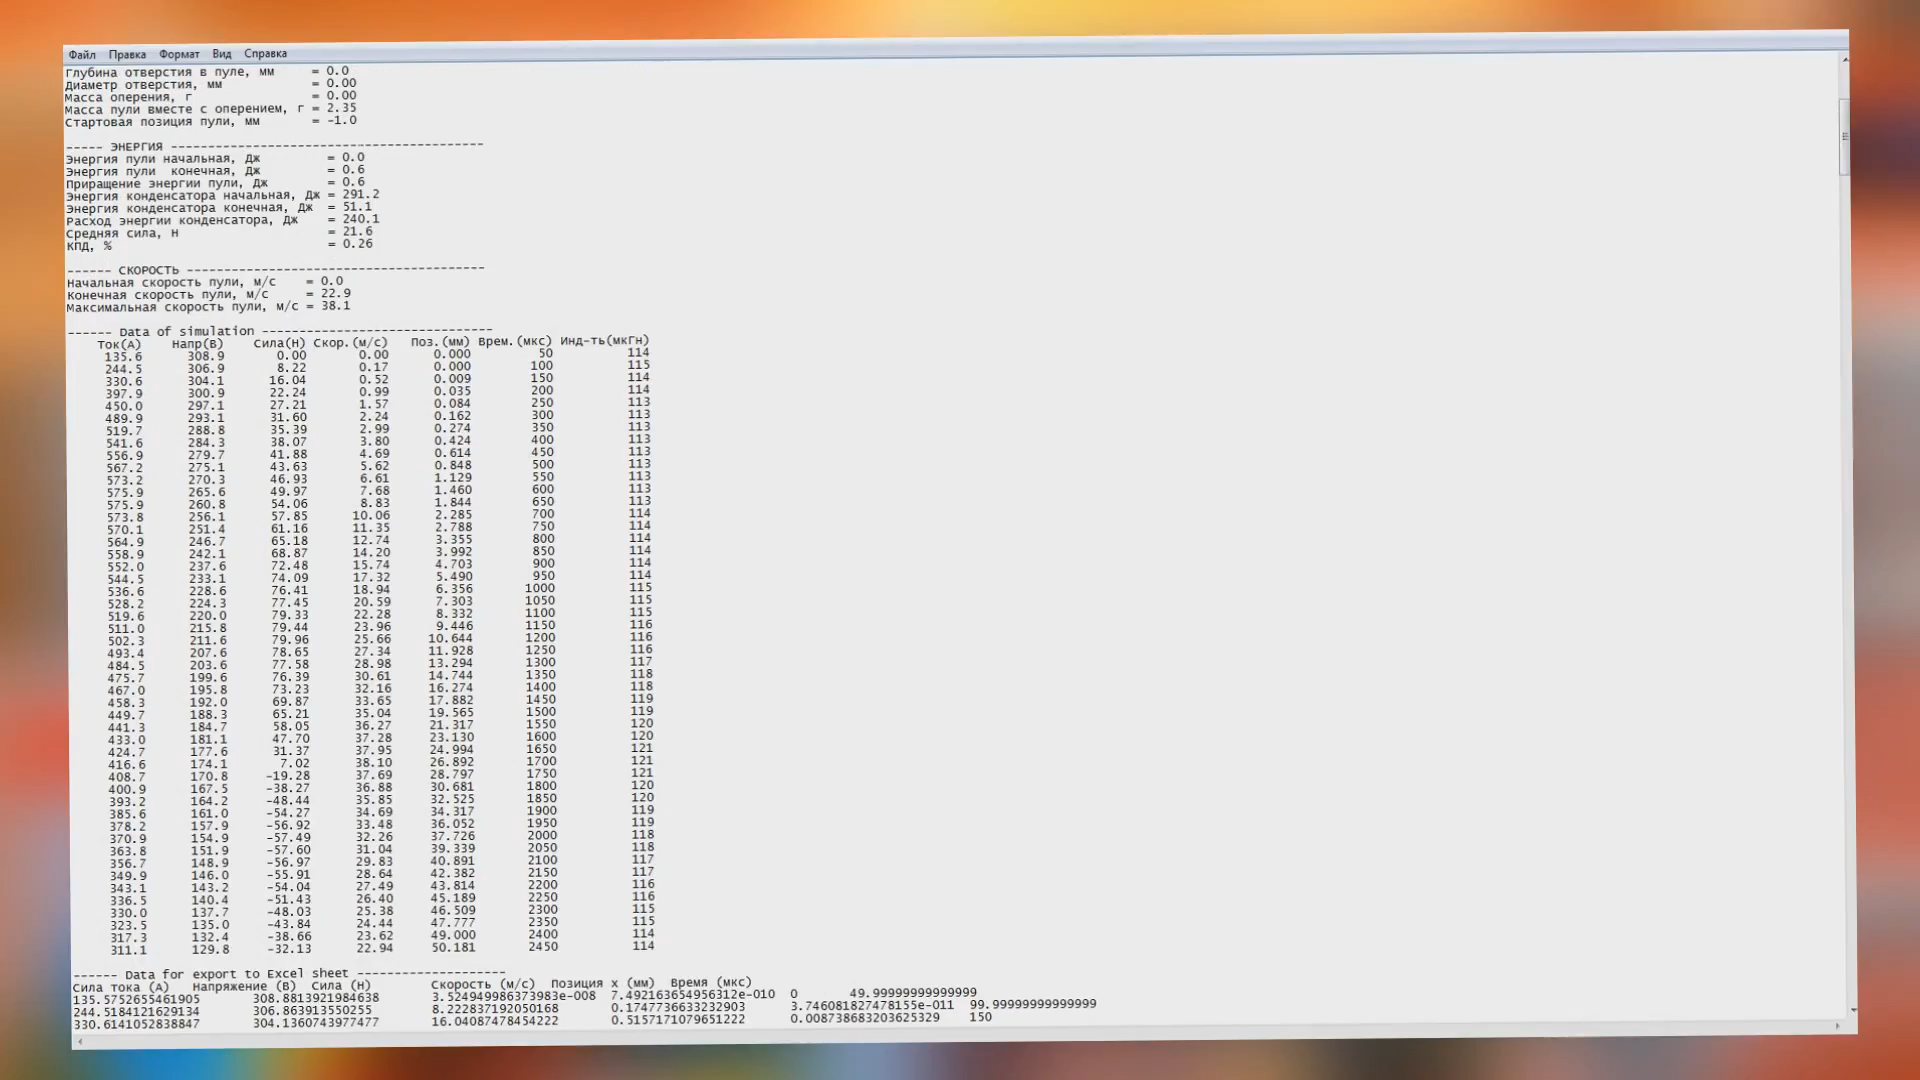 Файл Правка Формат Вид Справка
Глубина отверстия в пуле, мм = 0.0
Диаметр отверстия, мм = 0.00
Масса оперения, г = 0.00
Масса пули вместе с оперением, г = 2.35
Стартовая позиция пули, мм = -1.0
----- ЭНЕРГИЯ -----------------------------------------
Энергия пули начальная, Дж = 0.0
Энергия пули конечная, Дж = 0.6
Приращение энергии пули, Дж = 0.6
Энергия конденсатора начальная, Дж = 291.2
Энергия конденсатора конечная, Дж = 51.1
Расход энергии конденсатора, Дж = 240.1
Средняя сила, Н = 21.6
КПД, % = 0.26
------ СКОРОСТЬ ----------------------------------------
Начальная скорость пули, м/с = 0.0
Конечная скорость пули, м/с = 22.9
Максимальная скорость пули, м/с = 38.1
------ Data of simulation -------------------------------
Ток(А) Напр(В) Сила(Н) Скор.(м/с) Поз.(мм) Врем.(мкс) Инд-ть(мкГн)
135.6 308.9 0.00 0.00 0.000 50 114
244.5 306.9 8.22 0.17 0.000 100 115
330.6 304.1 16.04 0.52 0.009 150 114
397.9 300.9 22.24 0.99 0.035 200 114
450.0 297.1 27.21 1.57 0.084 250 113
489.9 293.1 31.60 2.24 0.162 300 113
519.7 288.8 35.39 2.99 0.274 350 113
541.6 284.3 38.07 3.80 0.424 400 113
556.9 279.7 41.88 4.69 0.614 450 113
567.2 275.1 43.63 5.62 0.848 500 113
573.2 270.3 46.93 6.61 1.129 550 113
575.9 265.6 49.97 7.68 1.460 600 113
575.9 260.8 54.06 8.83 1.844 650 113
573.8 256.1 57.85 10.06 2.285 700 114
570.1 251.4 61.16 11.35 2.788 750 114
564.9 246.7 65.18 12.74 3.355 800 114
558.9 242.1 68.87 14.20 3.992 850 114
552.0 237.6 72.48 15.74 4.703 900 114
544.5 233.1 74.09 17.32 5.490 950 114
536.6 228.6 76.41 18.94 6.356 1000 115
528.2 224.3 77.45 20.59 7.303 1050 115
519.6 220.0 79.33 22.28 8.332 1100 115
511.0 215.8 79.44 23.96 9.446 1150 116
502.3 211.6 79.96 25.66 10.644 1200 116
493.4 207.6 78.65 27.34 11.928 1250 116
484.5 203.6 77.58 28.98 13.294 1300 117
475.7 199.6 76.39 30.61 14.744 1350 118
467.0 195.8 73.23 32.16 16.274 1400 118
458.3 192.0 69.87 33.65 17.882 1450 119
449.7 188.3 65.21 35.04 19.565 1500 119
441.3 184.7 58.05 36.27 21.317 1550 120
433.0 181.1 47.70 37.28 23.130 1600 120
424.7 177.6 31.37 37.95 24.994 1650 121
416.6 174.1 7.02 38.10 26.892 1700 121
408.7 170.8 -19.28 37.69 28.797 1750 121
400.9 167.5 -38.27 36.88 30.681 1800 120
393.2 164.2 -48.44 35.85 32.525 1850 120
385.6 161.0 -54.27 34.69 34.317 1900 119
378.2 157.9 -56.92 33.48 36.052 1950 119
370.9 154.9 -57.49 32.26 37.726 2000 118
363.8 151.9 -57.60 31.04 39.339 2050 118
356.7 148.9 -56.97 29.83 40.891 2100 117
349.9 146.0 -55.91 28.64 42.382 2150 117
343.1 143.2 -54.04 27.49 43.814 2200 116
336.5 140.4 -51.43 26.40 45.189 2250 116
330.0 137.7 -48.03 25.38 46.509 2300 115
323.5 135.0 -43.84 24.44 47.777 2350 115
317.3 132.4 -38.66 23.62 49.000 2400 114
311.1 129.8 -32.13 22.94 50.181 2450 114
------ Data for export to Excel sheet --------------------
Сила тока (А) Напряжение (В) Сила (Н) Скорость (м/с) Позиция x (мм) Время (мкс)
135.5752655461905 308.8813921984638 3.524949986373983e-008 7.492163654956312e-010 0 49.99999999999999
244.5184121629134 306.863913550255 8.222837192050168 0.1747736633232903 3.746081827478155e-011 99.99999999999999
330.6141052838847 304.1360743977477 16.04087478454222 0.5157171079651222 0.008738683203625329 150